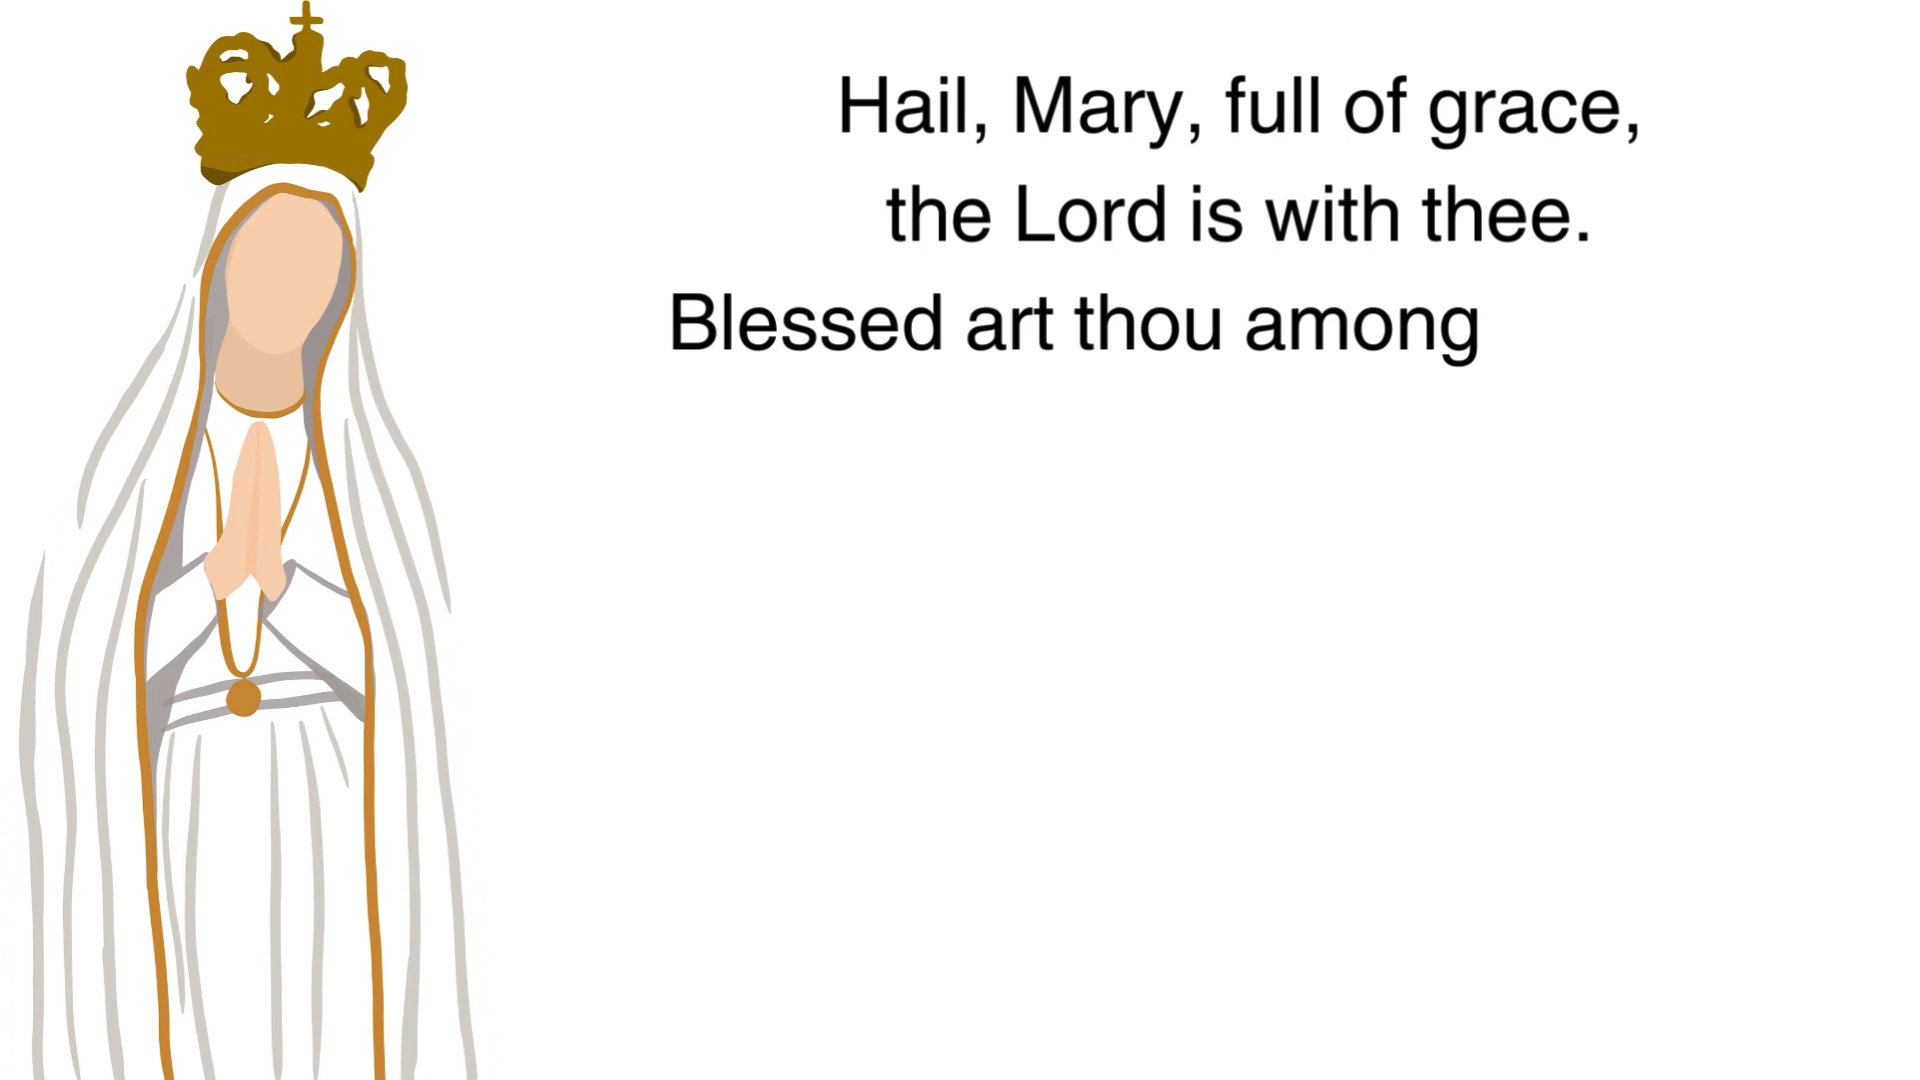 Hail, Mary, full of grace,
the Lord is with thee.
Blessed art thou among